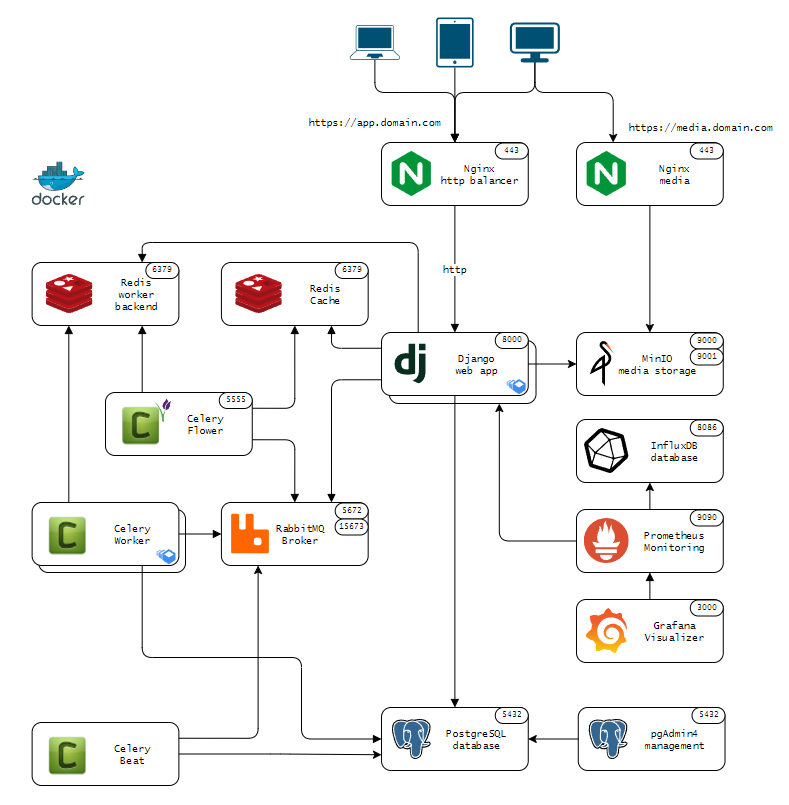 https://app.domain.com
https://media.domain.com
443
Nginx
http balancer
443
Nginx
media
docker
http
6379
Redis
worker
backend
6379
Redis
Cache
8000
Django
web app
dj
9000
9001
MinIO
media storage
5555
Celery
Flower
C
8086
InfluxDB
database
Celery
Worker
C
5672
15673
RabbitMQ
Broker
9090
Prometheus
Monitoring
3000
Grafana
Visualizer
Celery
Beat
C
5432
PostgreSQL
database
5432
pgAdmin4
management